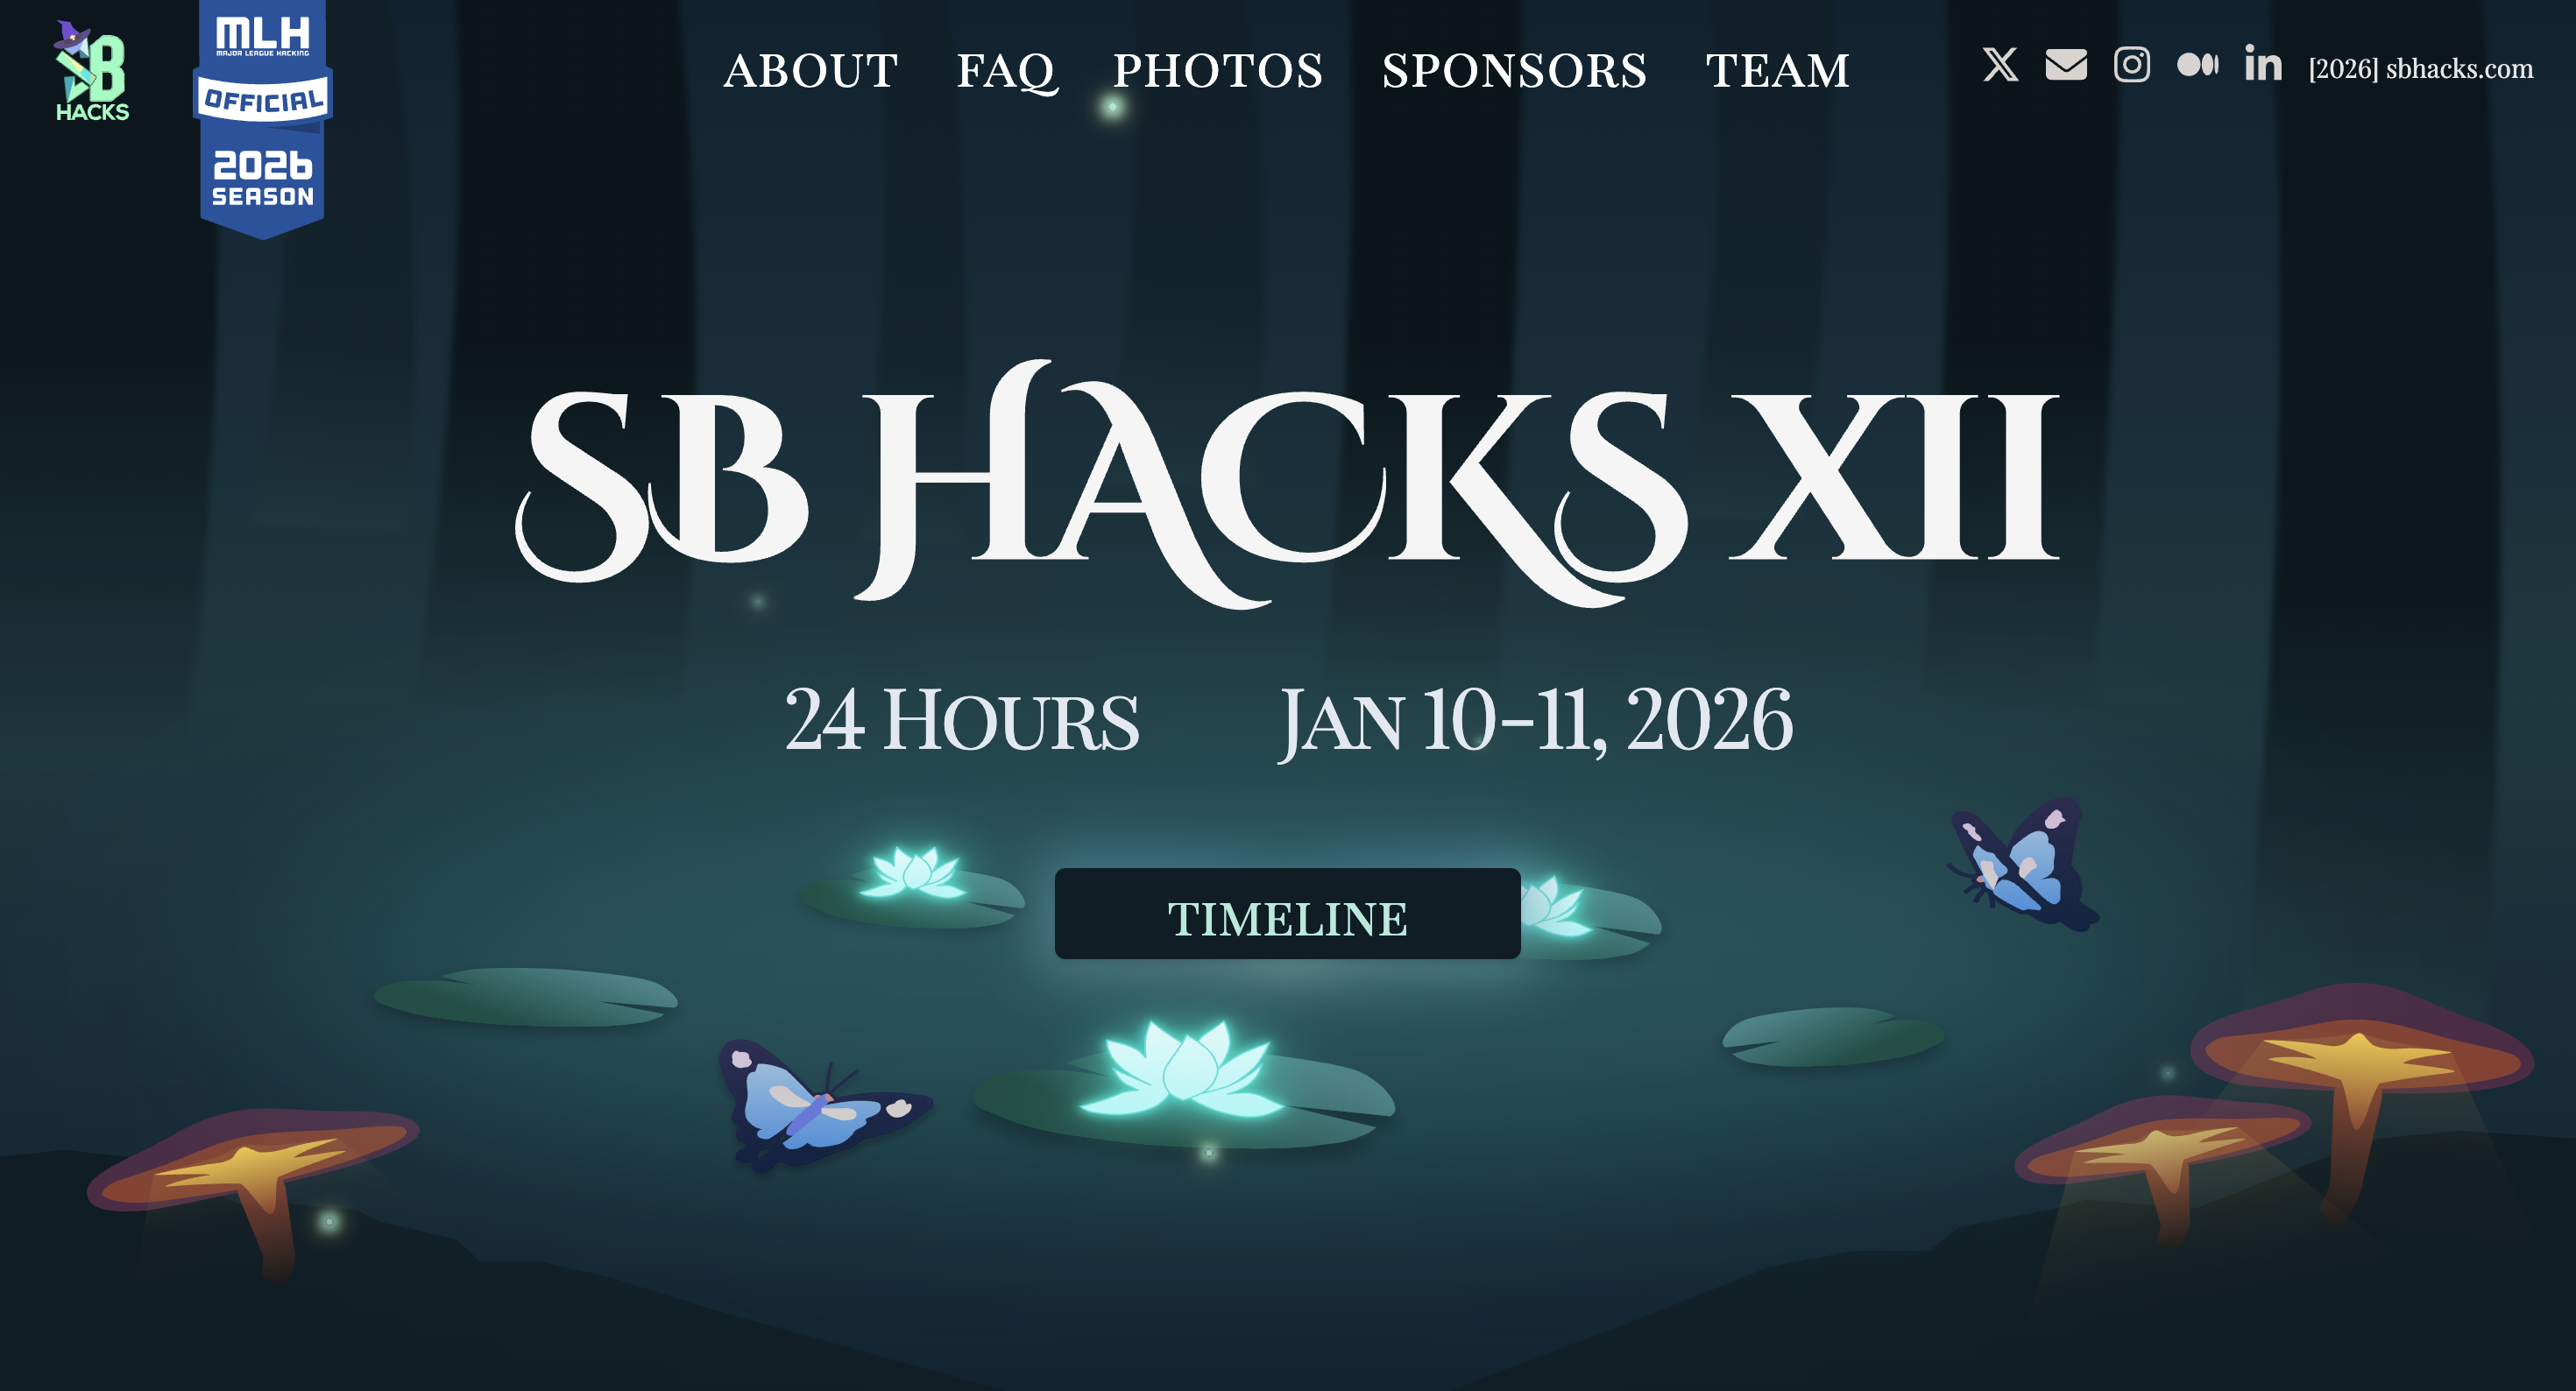 SB
HACKS
MLH
MAJOR LEAGUE HACKING
OFFICIAL
2026
SEASON
ABOUT FAQ PHOTOS SPONSORS TEAM
[2026] sbhacks.com
SB HACKS XII
24 HOURS JAN 10-11, 2026
TIMELINE